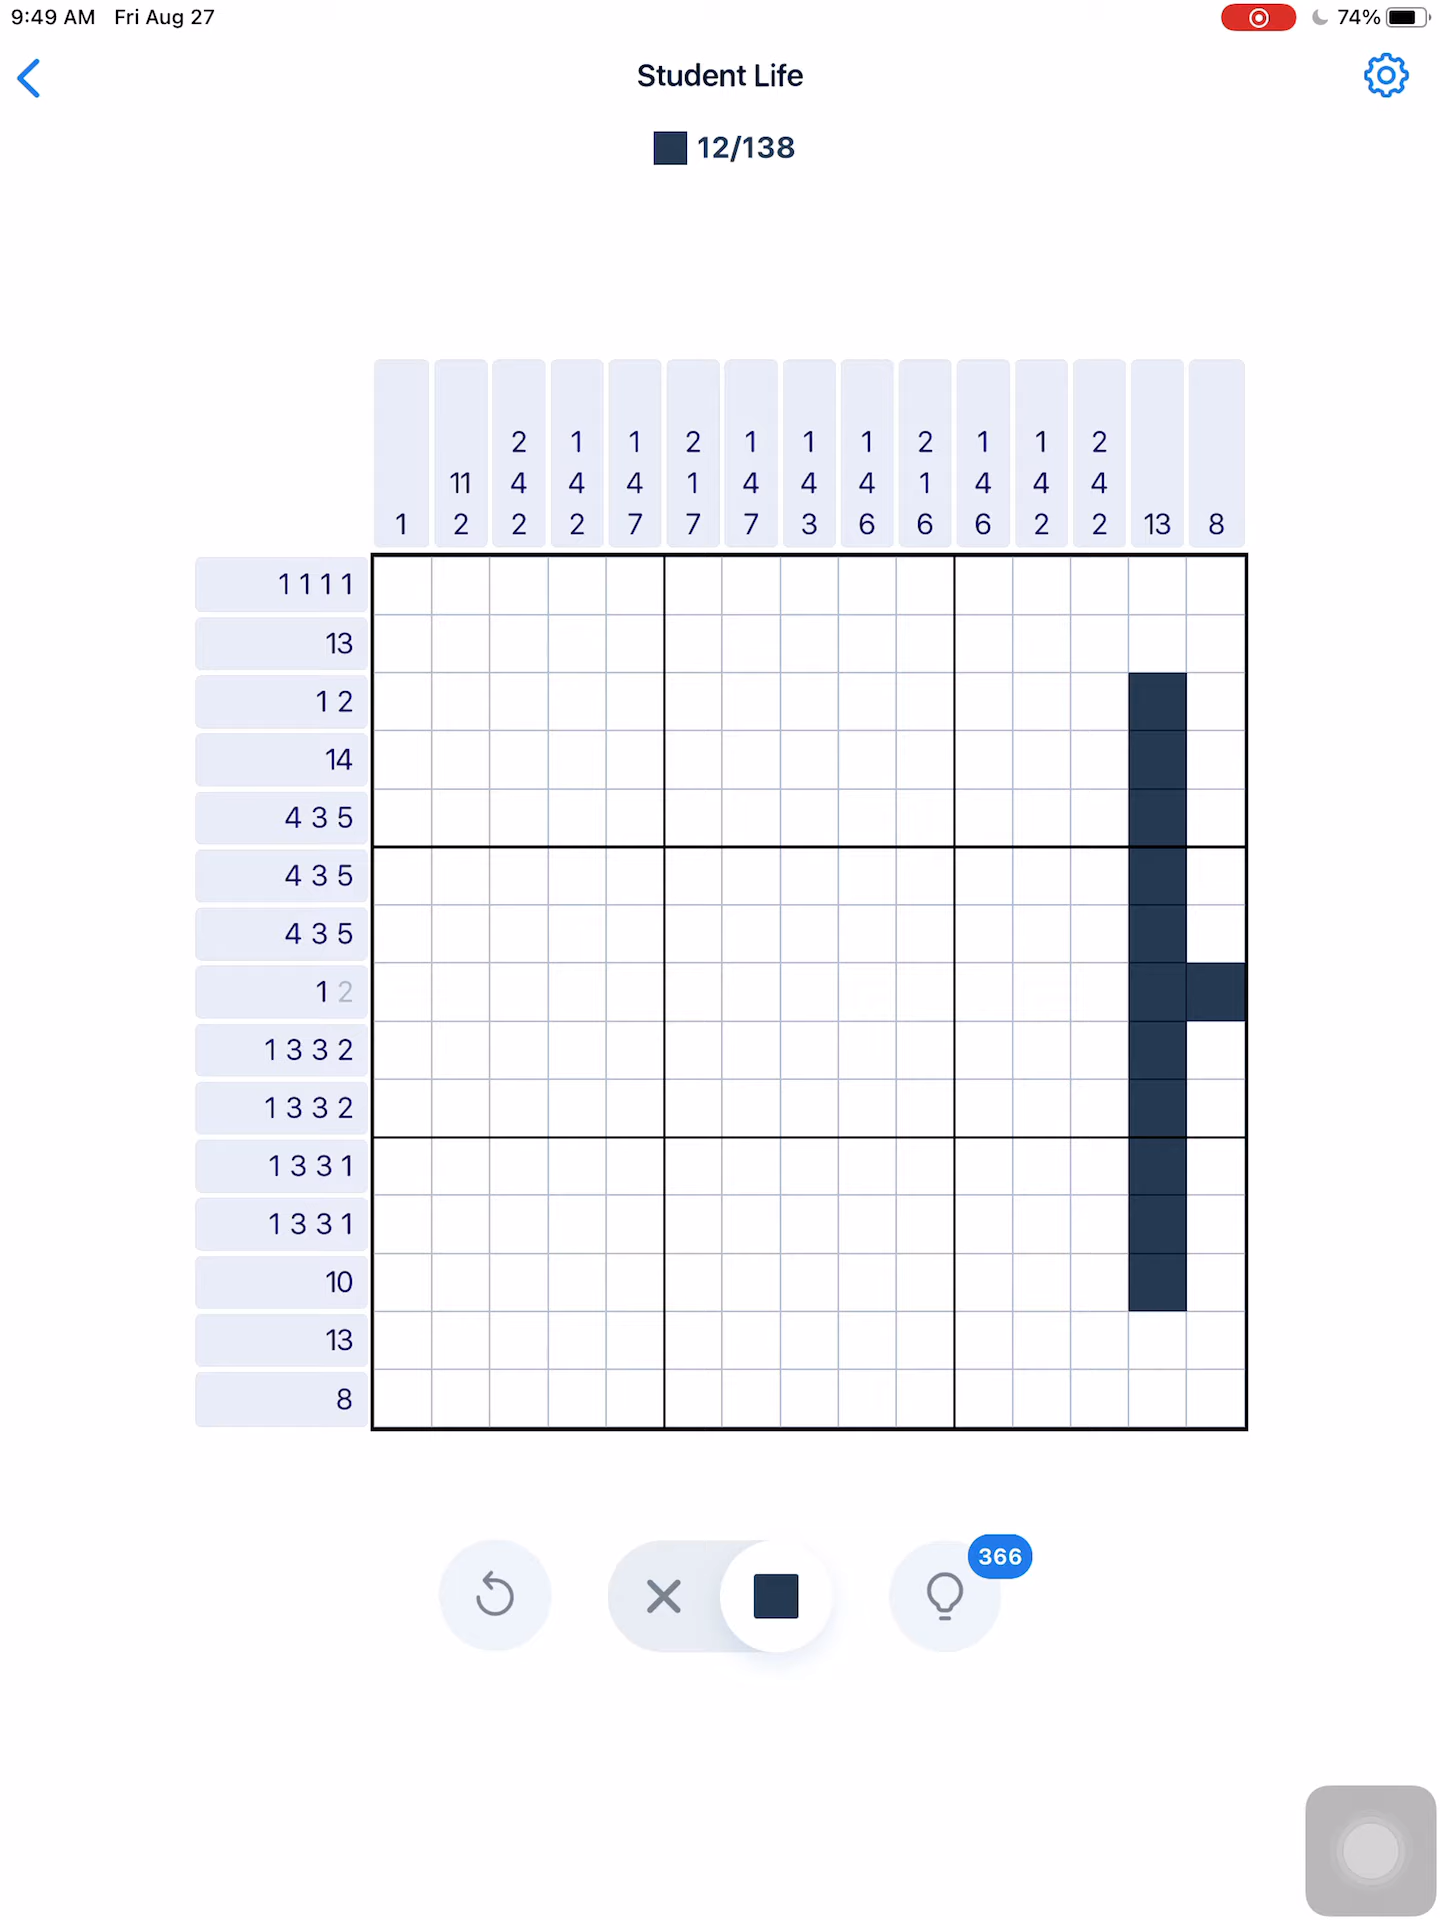 9:49 AM Fri Aug 27 74%
Student Life
12/138
2 1 1 2 1 1 1 2 1 1 2
11 4 4 4 1 4 4 4 1 4 4 4
1 2 2 2 7 7 7 3 6 6 6 2 2 13 8
1 1 1 1
13
1 2
14
4 3 5
4 3 5
4 3 5
1 2
1 3 3 2
1 3 3 2
1 3 3 1
1 3 3 1
10
13
8
366